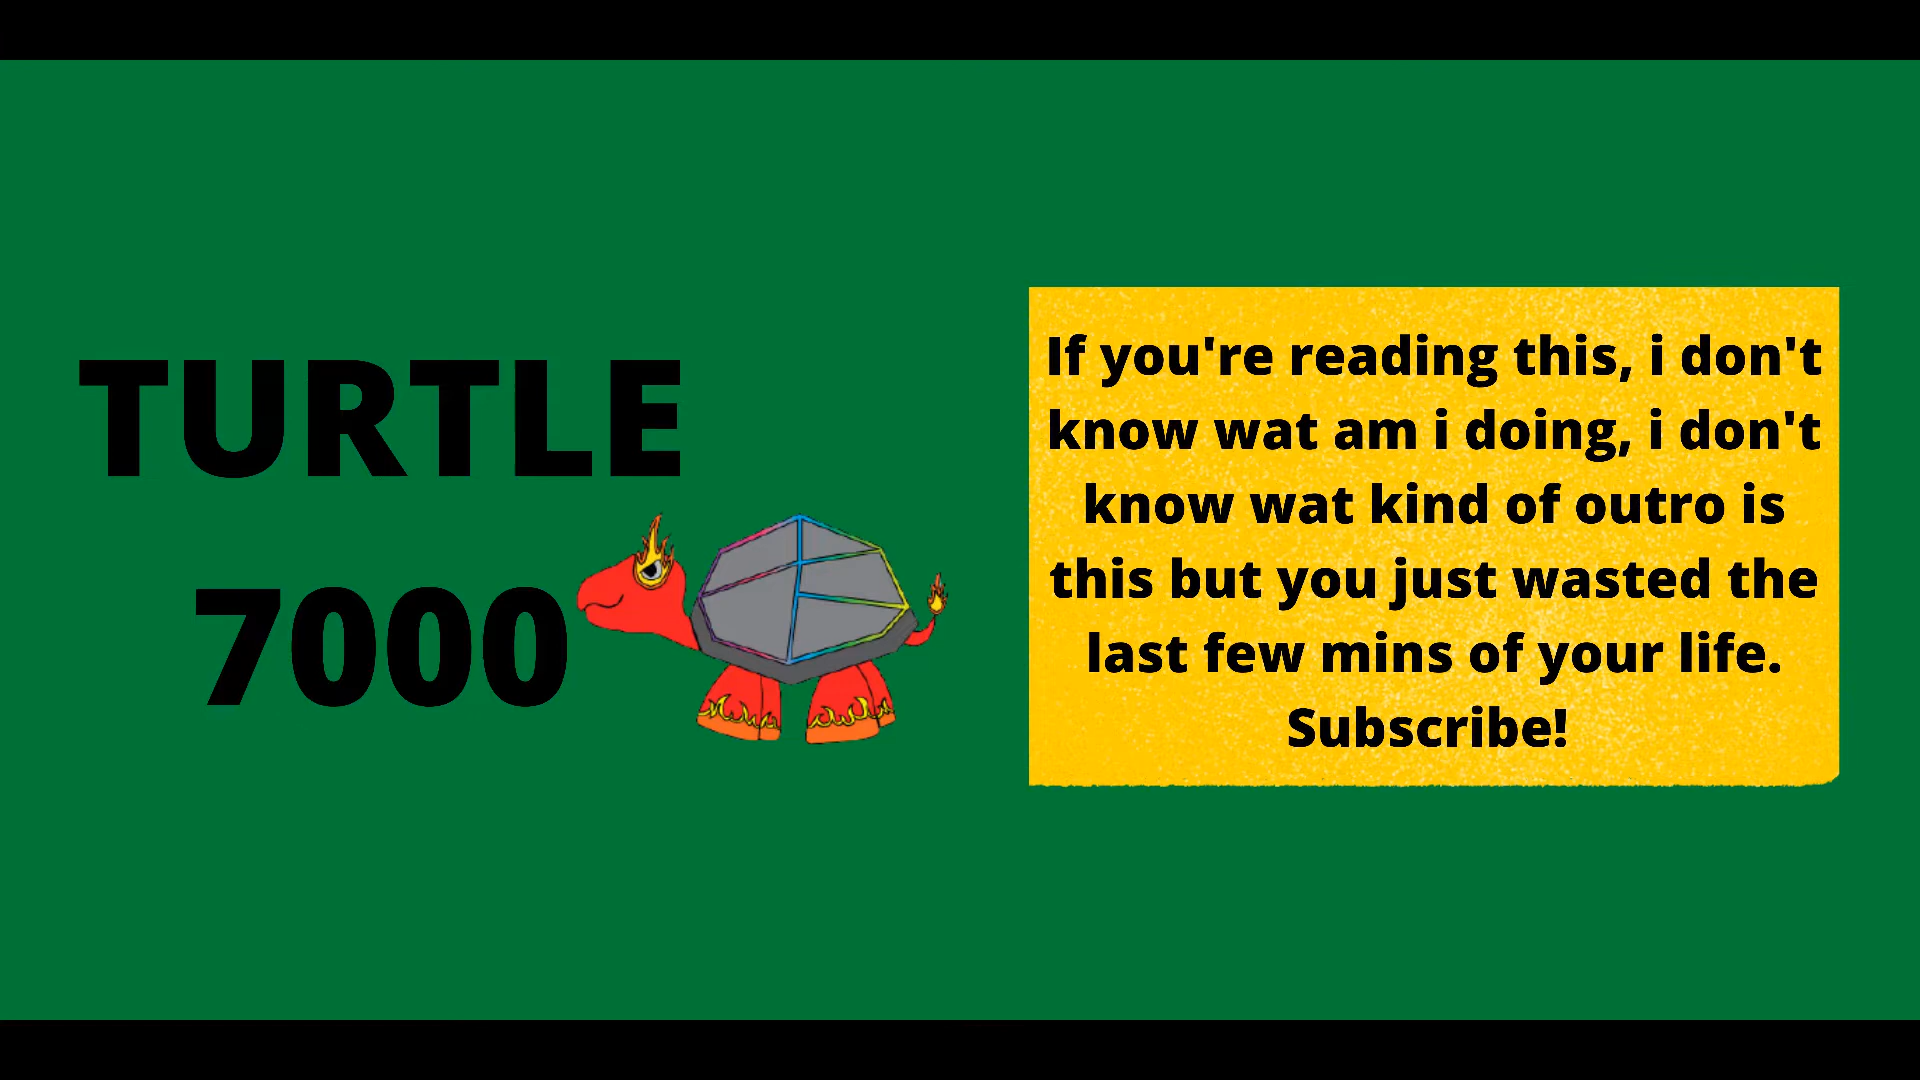 TURTLE
7000
If you're reading this, i don't
know wat am i doing, i don't
know wat kind of outro is
this but you just wasted the
last few mins of your life.
Subscribe!